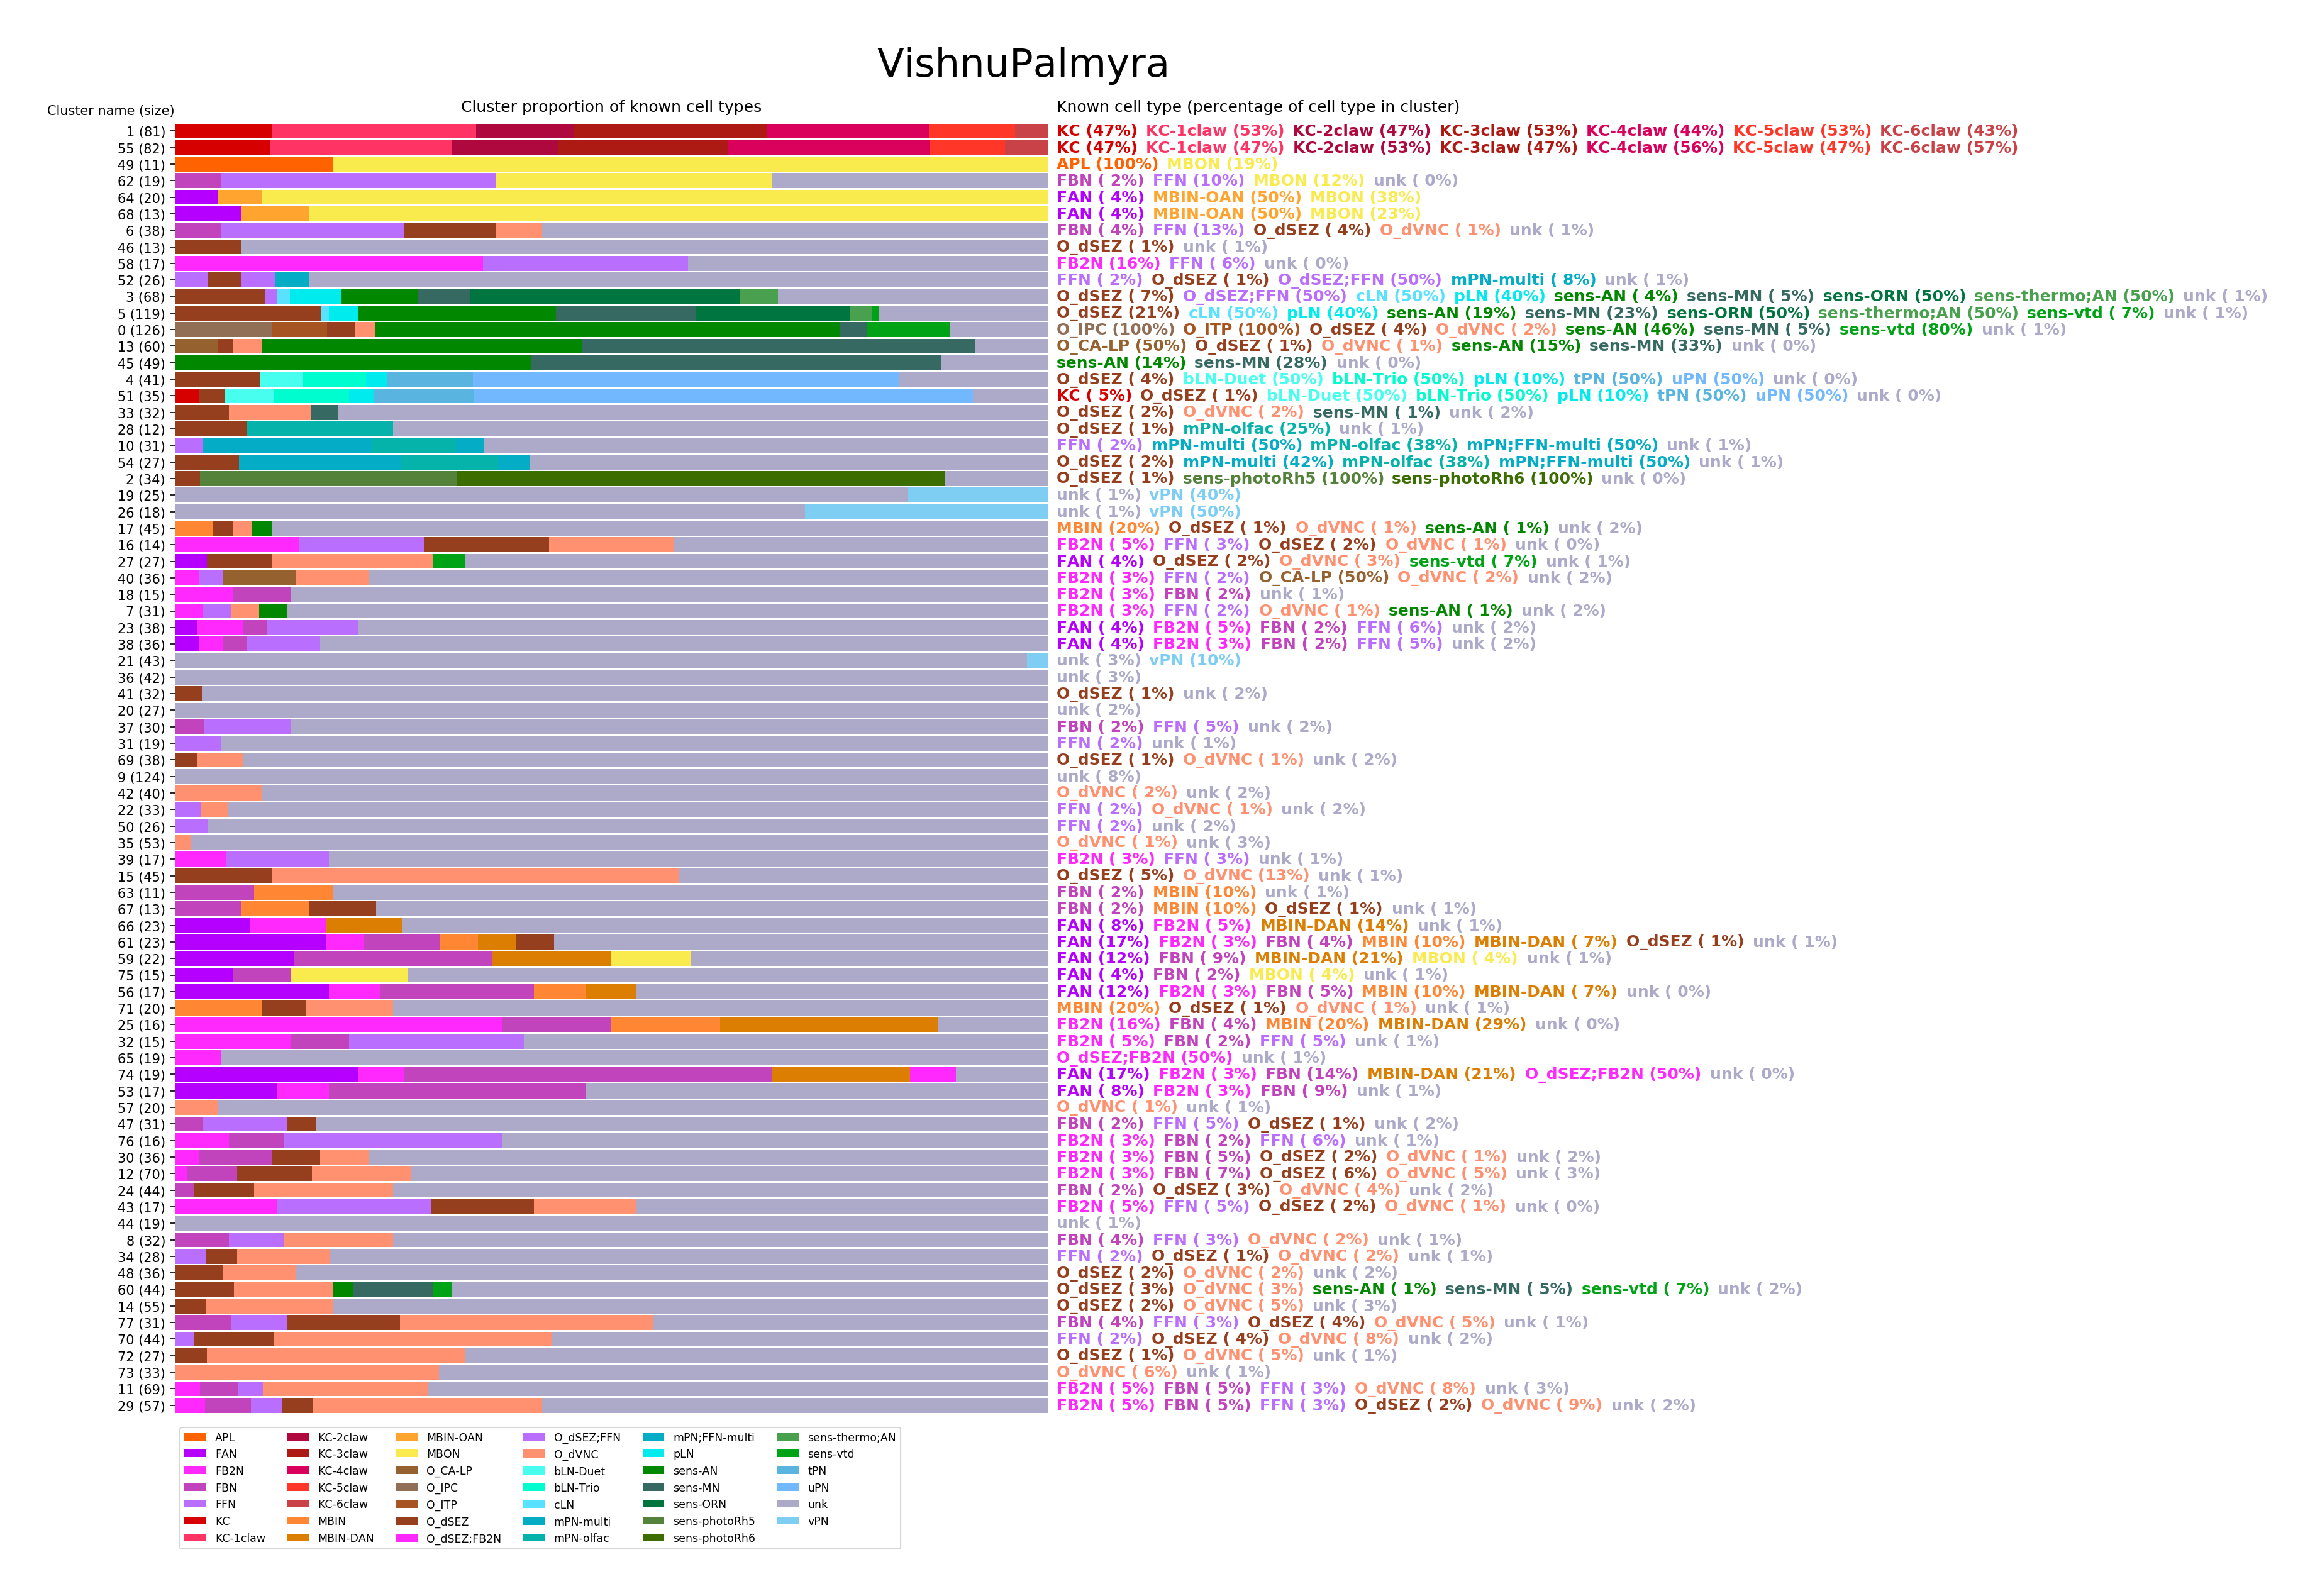 VishnuPalmyra
Cluster name (size) Cluster proportion of known cell types Known cell type (percentage of cell type in cluster)
1 (81) KC (47%) KC-1claw (53%) KC-2claw (47%) KC-3claw (53%) KC-4claw (44%) KC-5claw (53%) KC-6claw (43%)
55 (82) KC (47%) KC-1claw (47%) KC-2claw (53%) KC-3claw (47%) KC-4claw (56%) KC-5claw (47%) KC-6claw (57%)
49 (11) APL (100%) MBON (19%)
62 (19) FBN ( 2%) FFN (10%) MBON (12%) unk ( 0%)
64 (20) FAN ( 4%) MBIN-OAN (50%) MBON (38%)
68 (13) FAN ( 4%) MBIN-OAN (50%) MBON (23%)
6 (38) FBN ( 4%) FFN (13%) O_dSEZ ( 4%) O_dVNC ( 1%) unk ( 1%)
46 (13) O_dSEZ ( 1%) unk ( 1%)
58 (17) FB2N (16%) FFN ( 6%) unk ( 0%)
52 (26) FFN ( 2%) O_dSEZ ( 1%) O_dSEZ;FFN (50%) mPN-multi ( 8%) unk ( 1%)
3 (68) O_dSEZ ( 7%) O_dSEZ;FFN (50%) cLN (50%) pLN (40%) sens-AN ( 4%) sens-MN ( 5%) sens-ORN (50%) sens-thermo;AN (50%) unk ( 1%)
5 (119) O_dSEZ (21%) cLN (50%) pLN (40%) sens-AN (19%) sens-MN (23%) sens-ORN (50%) sens-thermo;AN (50%) sens-vtd ( 7%) unk ( 1%)
0 (126) O_IPC (100%) O_ITP (100%) O_dSEZ ( 4%) O_dVNC ( 2%) sens-AN (46%) sens-MN ( 5%) sens-vtd (80%) unk ( 1%)
13 (60) O_CA-LP (50%) O_dSEZ ( 1%) O_dVNC ( 1%) sens-AN (15%) sens-MN (33%) unk ( 0%)
45 (49) sens-AN (14%) sens-MN (28%) unk ( 0%)
4 (41) O_dSEZ ( 4%) bLN-Duet (50%) bLN-Trio (50%) pLN (10%) tPN (50%) uPN (50%) unk ( 0%)
51 (35) KC ( 5%) O_dSEZ ( 1%) bLN-Duet (50%) bLN-Trio (50%) pLN (10%) tPN (50%) uPN (50%) unk ( 0%)
33 (32) O_dSEZ ( 2%) O_dVNC ( 2%) sens-MN ( 1%) unk ( 2%)
28 (12) O_dSEZ ( 1%) mPN-olfac (25%) unk ( 1%)
10 (31) FFN ( 2%) mPN-multi (50%) mPN-olfac (38%) mPN;FFN-multi (50%) unk ( 1%)
54 (27) O_dSEZ ( 2%) mPN-multi (42%) mPN-olfac (38%) mPN;FFN-multi (50%) unk ( 1%)
2 (34) O_dSEZ ( 1%) sens-photoRh5 (100%) sens-photoRh6 (100%) unk ( 0%)
19 (25) unk ( 1%) vPN (40%)
26 (18) unk ( 1%) vPN (50%)
17 (45) MBIN (20%) O_dSEZ ( 1%) O_dVNC ( 1%) sens-AN ( 1%) unk ( 2%)
16 (14) FB2N ( 5%) FFN ( 3%) O_dSEZ ( 2%) O_dVNC ( 1%) unk ( 0%)
27 (27) FAN ( 4%) O_dSEZ ( 2%) O_dVNC ( 3%) sens-vtd ( 7%) unk ( 1%)
40 (36) FB2N ( 3%) FFN ( 2%) O_CA-LP (50%) O_dVNC ( 2%) unk ( 2%)
18 (15) FB2N ( 3%) FBN ( 2%) unk ( 1%)
7 (31) FB2N ( 3%) FFN ( 2%) O_dVNC ( 1%) sens-AN ( 1%) unk ( 2%)
23 (38) FAN ( 4%) FB2N ( 5%) FBN ( 2%) FFN ( 6%) unk ( 2%)
38 (36) FAN ( 4%) FB2N ( 3%) FBN ( 2%) FFN ( 5%) unk ( 2%)
21 (43) unk ( 3%) vPN (10%)
36 (42) unk ( 3%)
41 (32) O_dSEZ ( 1%) unk ( 2%)
20 (27) unk ( 2%)
37 (30) FBN ( 2%) FFN ( 5%) unk ( 2%)
31 (19) FFN ( 2%) unk ( 1%)
69 (38) O_dSEZ ( 1%) O_dVNC ( 1%) unk ( 2%)
9 (124) unk ( 8%)
42 (40) O_dVNC ( 2%) unk ( 2%)
22 (33) FFN ( 2%) O_dVNC ( 1%) unk ( 2%)
50 (26) FFN ( 2%) unk ( 2%)
35 (53) O_dVNC ( 1%) unk ( 3%)
39 (17) FB2N ( 3%) FFN ( 3%) unk ( 1%)
15 (45) O_dSEZ ( 5%) O_dVNC (13%) unk ( 1%)
63 (11) FBN ( 2%) MBIN (10%) unk ( 1%)
67 (13) FBN ( 2%) MBIN (10%) O_dSEZ ( 1%) unk ( 1%)
66 (23) FAN ( 8%) FB2N ( 5%) MBIN-DAN (14%) unk ( 1%)
61 (23) FAN (17%) FB2N ( 3%) FBN ( 4%) MBIN (10%) MBIN-DAN ( 7%) O_dSEZ ( 1%) unk ( 1%)
59 (22) FAN (12%) FBN ( 9%) MBIN-DAN (21%) MBON ( 4%) unk ( 1%)
75 (15) FAN ( 4%) FBN ( 2%) MBON ( 4%) unk ( 1%)
56 (17) FAN (12%) FB2N ( 3%) FBN ( 5%) MBIN (10%) MBIN-DAN ( 7%) unk ( 0%)
71 (20) MBIN (20%) O_dSEZ ( 1%) O_dVNC ( 1%) unk ( 1%)
25 (16) FB2N (16%) FBN ( 4%) MBIN (20%) MBIN-DAN (29%) unk ( 0%)
32 (15) FB2N ( 5%) FBN ( 2%) FFN ( 5%) unk ( 1%)
65 (19) O_dSEZ;FB2N (50%) unk ( 1%)
74 (19) FAN (17%) FB2N ( 3%) FBN (14%) MBIN-DAN (21%) O_dSEZ;FB2N (50%) unk ( 0%)
53 (17) FAN ( 8%) FB2N ( 3%) FBN ( 9%) unk ( 1%)
57 (20) O_dVNC ( 1%) unk ( 1%)
47 (31) FBN ( 2%) FFN ( 5%) O_dSEZ ( 1%) unk ( 2%)
76 (16) FB2N ( 3%) FBN ( 2%) FFN ( 6%) unk ( 1%)
30 (36) FB2N ( 3%) FBN ( 5%) O_dSEZ ( 2%) O_dVNC ( 1%) unk ( 2%)
12 (70) FB2N ( 3%) FBN ( 7%) O_dSEZ ( 6%) O_dVNC ( 5%) unk ( 3%)
24 (44) FBN ( 2%) O_dSEZ ( 3%) O_dVNC ( 4%) unk ( 2%)
43 (17) FB2N ( 5%) FFN ( 5%) O_dSEZ ( 2%) O_dVNC ( 1%) unk ( 0%)
44 (19) unk ( 1%)
8 (32) FBN ( 4%) FFN ( 3%) O_dVNC ( 2%) unk ( 1%)
34 (28) FFN ( 2%) O_dSEZ ( 1%) O_dVNC ( 2%) unk ( 1%)
48 (36) O_dSEZ ( 2%) O_dVNC ( 2%) unk ( 2%)
60 (44) O_dSEZ ( 3%) O_dVNC ( 3%) sens-AN ( 1%) sens-MN ( 5%) sens-vtd ( 7%) unk ( 2%)
14 (55) O_dSEZ ( 2%) O_dVNC ( 5%) unk ( 3%)
77 (31) FBN ( 4%) FFN ( 3%) O_dSEZ ( 4%) O_dVNC ( 5%) unk ( 1%)
70 (44) FFN ( 2%) O_dSEZ ( 4%) O_dVNC ( 8%) unk ( 2%)
72 (27) O_dSEZ ( 1%) O_dVNC ( 5%) unk ( 1%)
73 (33) O_dVNC ( 6%) unk ( 1%)
11 (69) FB2N ( 5%) FBN ( 5%) FFN ( 3%) O_dVNC ( 8%) unk ( 3%)
29 (57) FB2N ( 5%) FBN ( 5%) FFN ( 3%) O_dSEZ ( 2%) O_dVNC ( 9%) unk ( 2%)
APL KC-2claw MBIN-OAN O_dSEZ;FFN mPN;FFN-multi sens-thermo;AN
FAN KC-3claw MBON O_dVNC pLN sens-vtd
FB2N KC-4claw O_CA-LP bLN-Duet sens-AN tPN
FBN KC-5claw O_IPC bLN-Trio sens-MN uPN
FFN KC-6claw O_ITP cLN sens-ORN unk
KC MBIN O_dSEZ mPN-multi sens-photoRh5 vPN
KC-1claw MBIN-DAN O_dSEZ;FB2N mPN-olfac sens-photoRh6